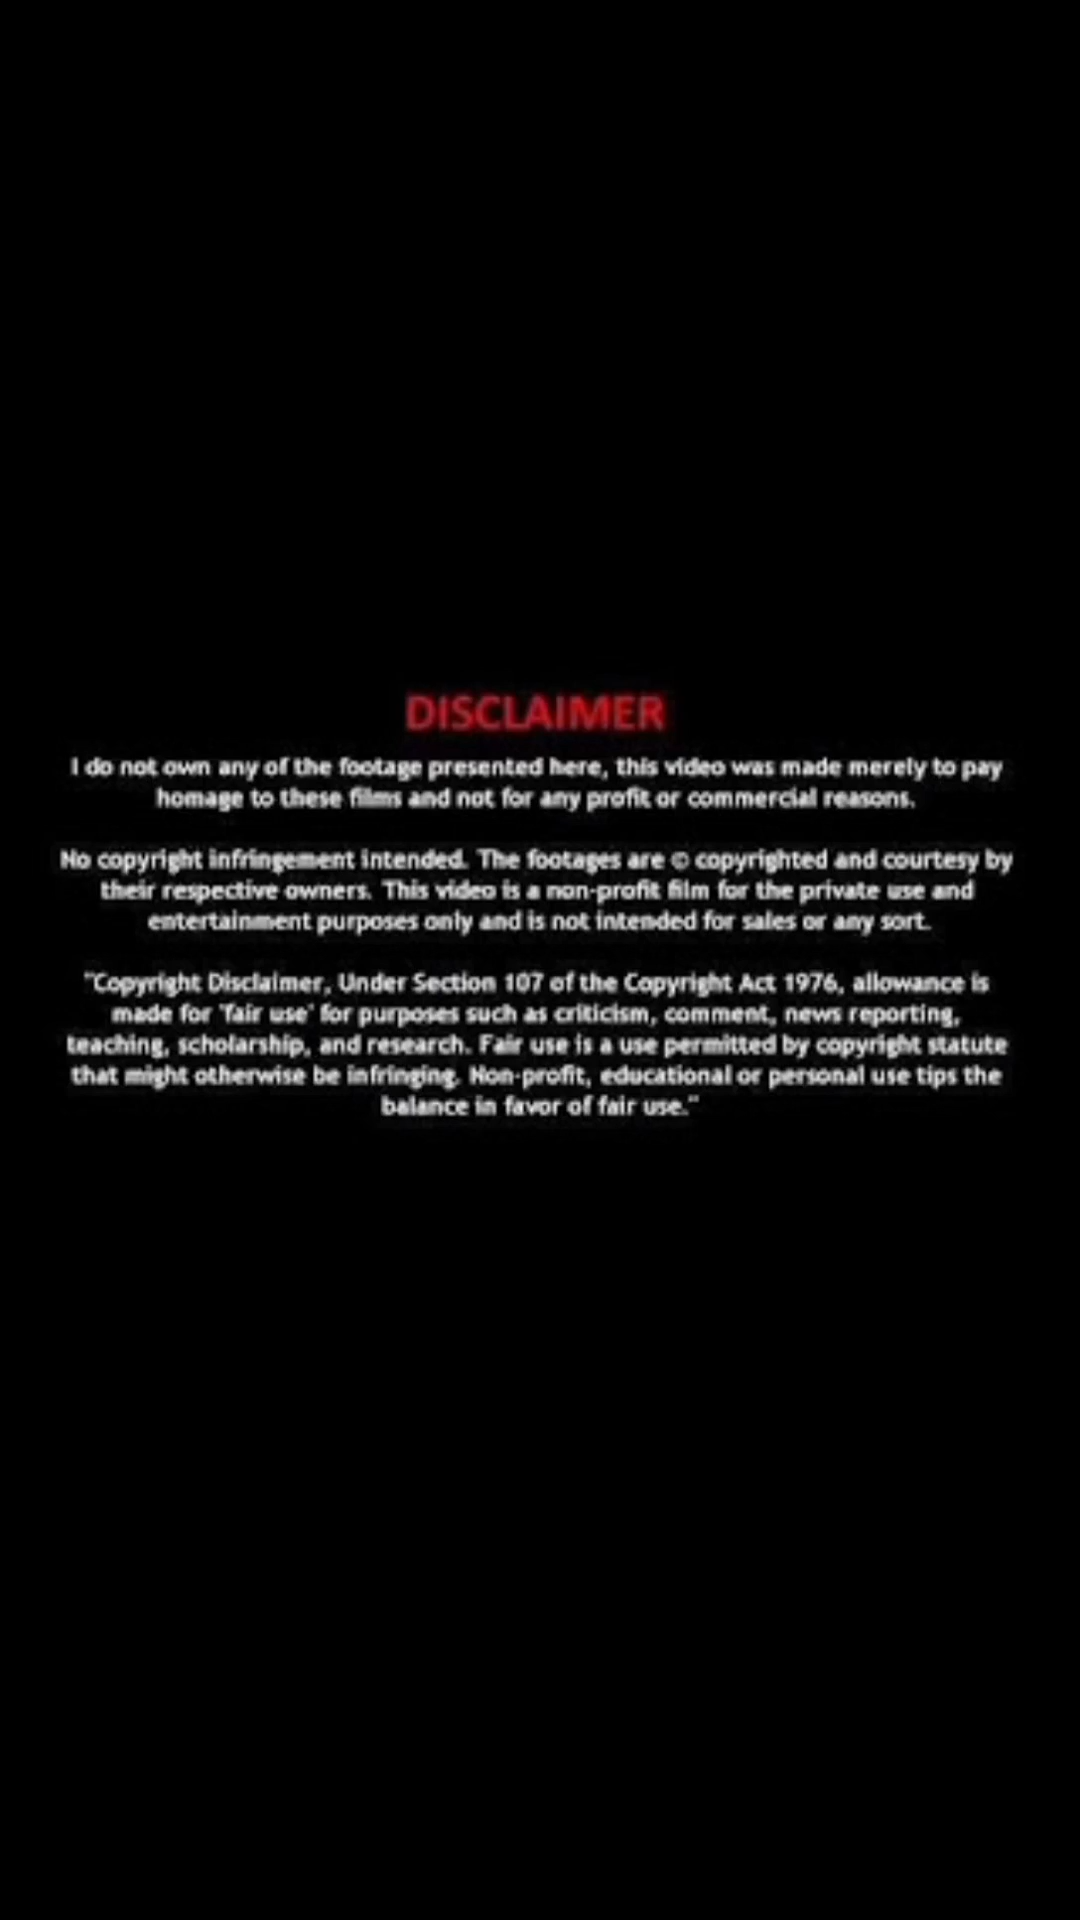 DISCLAIMER
I do not own any of the footage presented here, this video was made merely to pay
homage to these films and not for any profit or commercial reasons.
No copyright infringement intended. The footages are © copyrighted and courtesy by
their respective owners. This video is a non-profit film for the private use and
entertainment purposes only and is not intended for sales or any sort.
"Copyright Disclaimer, Under Section 107 of the Copyright Act 1976, allowance is
made for 'fair use' for purposes such as criticism, comment, news reporting,
teaching, scholarship, and research. Fair use is a use permitted by copyright statute
that might otherwise be infringing. Non-profit, educational or personal use tips the
balance in favor of fair use."